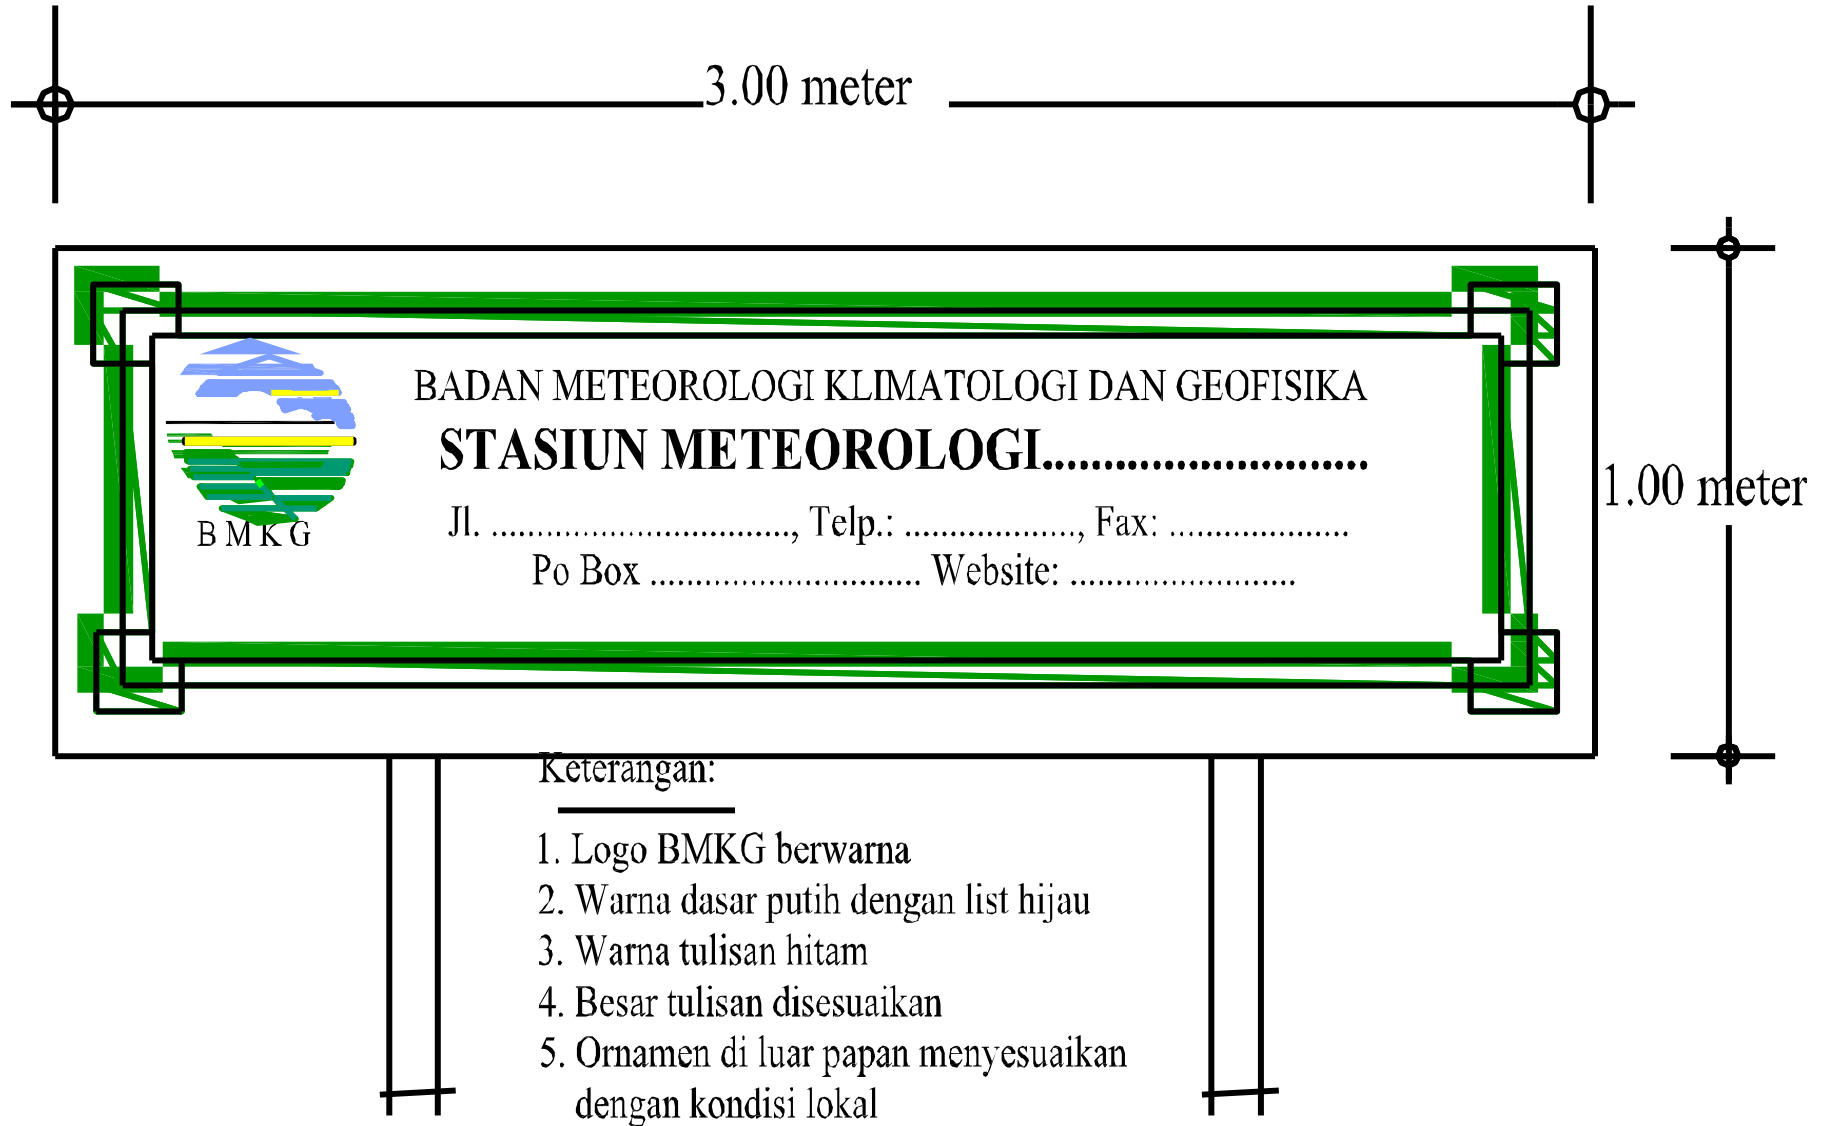 3.00 meter
BADAN METEOROLOGI KLIMATOLOGI DAN GEOFISIKA
STASIUN METEOROLOGI...........................
Jl. .................................., Telp.: ..................., Fax: ....................
Po Box .............................. Website: .........................
B M K G
1.00 meter
Keterangan:
1. Logo BMKG berwarna
2. Warna dasar putih dengan list hijau
3. Warna tulisan hitam
4. Besar tulisan disesuaikan
5. Ornamen di luar papan menyesuaikan
dengan kondisi lokal